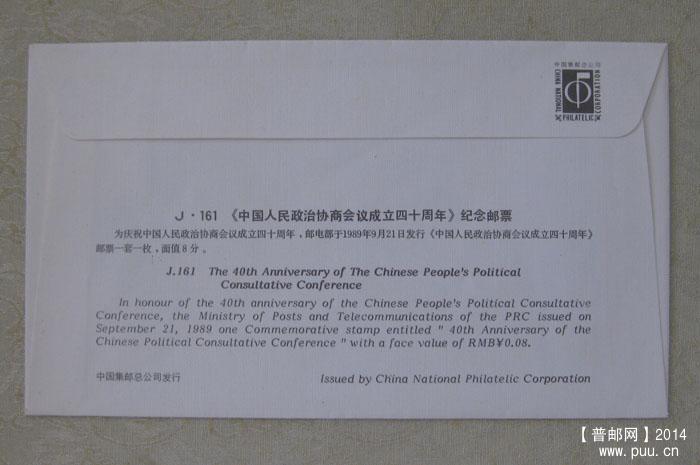 中国集邮总公司
CHINA NATIONAL
PHILATELIC
CORPORATION
J·161 《中国人民政治协商会议成立四十周年》纪念邮票
为庆祝中国人民政治协商会议成立四十周年，邮电部于1989年9月21日发行《中国人民政治协商会议成立四十周年》
邮票一套一枚，面值8分。
J.161 The 40th Anniversary of The Chinese People's Political
Consultative Conference
In honour of the 40th anniversary of the Chinese People's Political Consultative
Conference, the Ministry of Posts and Telecommunications of the PRC issued on
September 21, 1989 one Commemorative stamp entitled " 40th Anniversary of the
Chinese Political Consultative Conference " with a face value of RMB¥0.08.
中国集邮总公司发行 Issued by China National Philatelic Corporation
【普邮网】2014
www.puu.cn